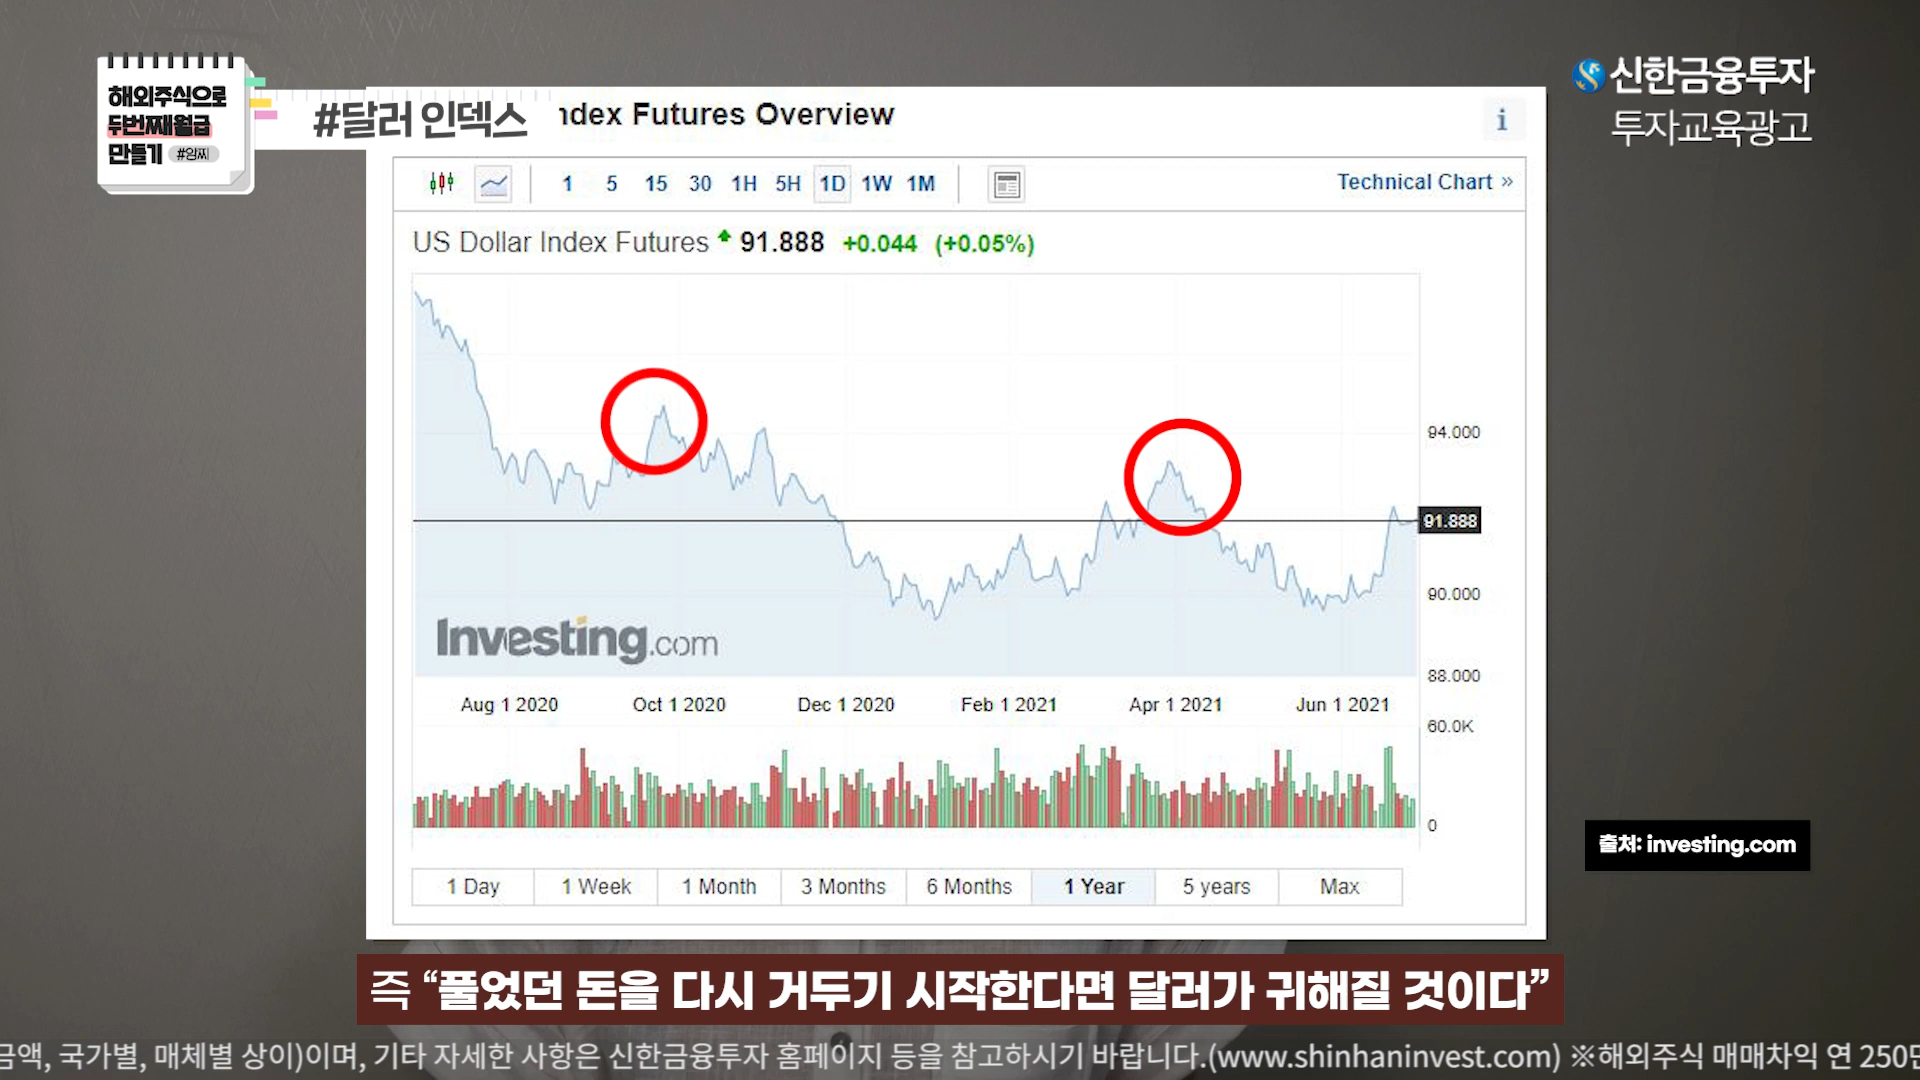 해외주식으로
두번째월급
만들기 #암찌
#달러 인덱스
ndex Futures Overview
i
신한금융투자
투자교육광고
1 5 15 30 1H 5H 1D 1W 1M
Technical Chart »
US Dollar Index Futures 91.888 +0.044 (+0.05%)
94.000
91.888
90.000
88.000
Investing.com
Aug 1 2020 Oct 1 2020 Dec 1 2020 Feb 1 2021 Apr 1 2021 Jun 1 2021
60.0K
0
출처: investing.com
1 Day 1 Week 1 Month 3 Months 6 Months 1 Year 5 years Max
즉 “풀었던 돈을 다시 거두기 시작한다면 달러가 귀해질 것이다”
금액, 국가별, 매체별 상이)이며, 기타 자세한 사항은 신한금융투자 홈페이지 등을 참고하시기 바랍니다.(www.shinhaninvest.com) ※해외주식 매매차익 연 250만